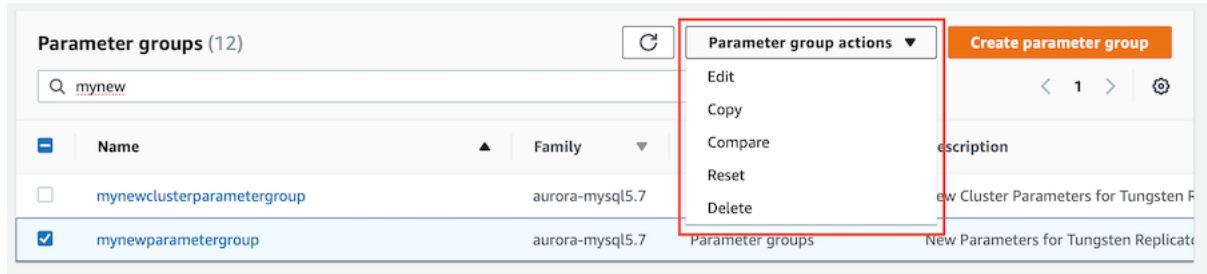 Parameter groups (12)
Parameter group actions
Create parameter group
mynew
1
Edit
Copy
Compare
Reset
Delete
Name Family escription
mynewclusterparametergroup aurora-mysql5.7 ew Cluster Parameters for Tungsten R
mynewparametergroup aurora-mysql5.7 Parameter groups New Parameters for Tungsten Replicato